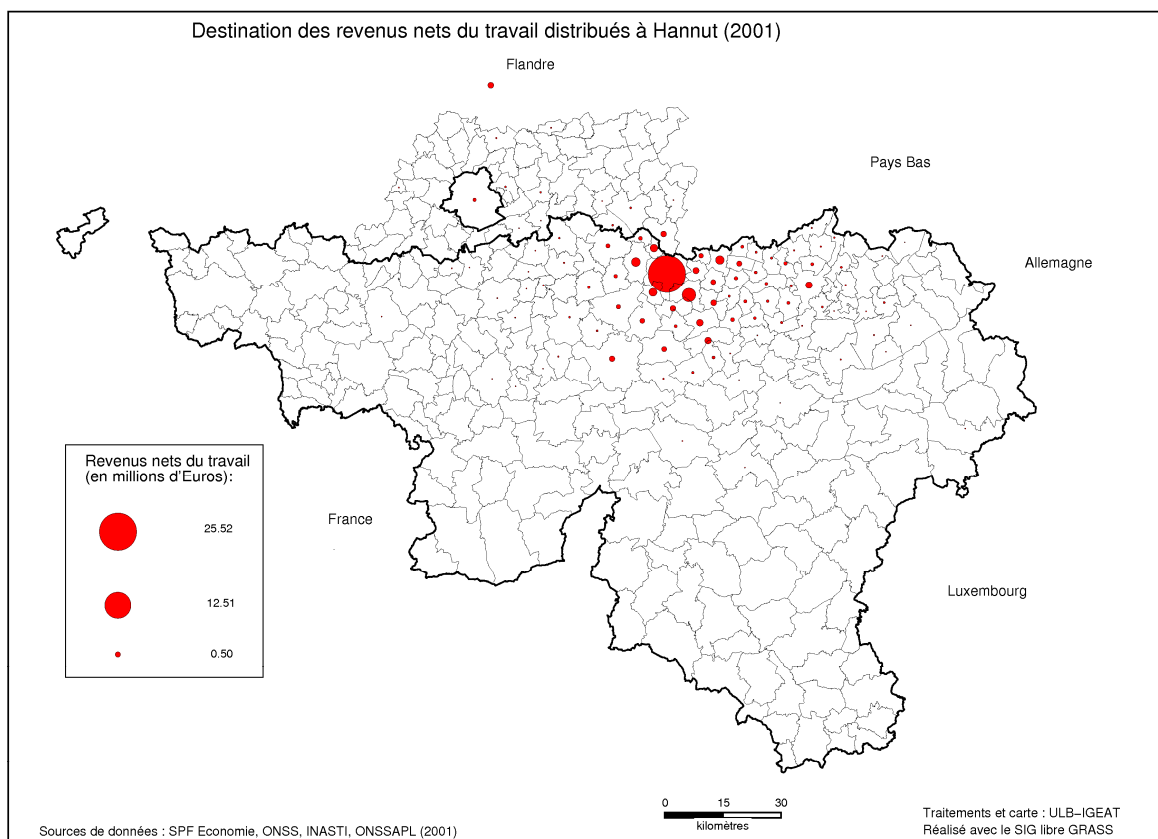 Destination des revenus nets du travail distribués à Hannut (2001)
Flandre
Pays Bas
Allemagne
Revenus nets du travail
(en millions d'Euros):
25.52
12.51
0.50
France
Luxembourg
0 15 30
kilomètres
Sources de données : SPF Economie, ONSS, INASTI, ONSSAPL (2001)
Traitements et carte : ULB-IGEAT
Réalisé avec le SIG libre GRASS